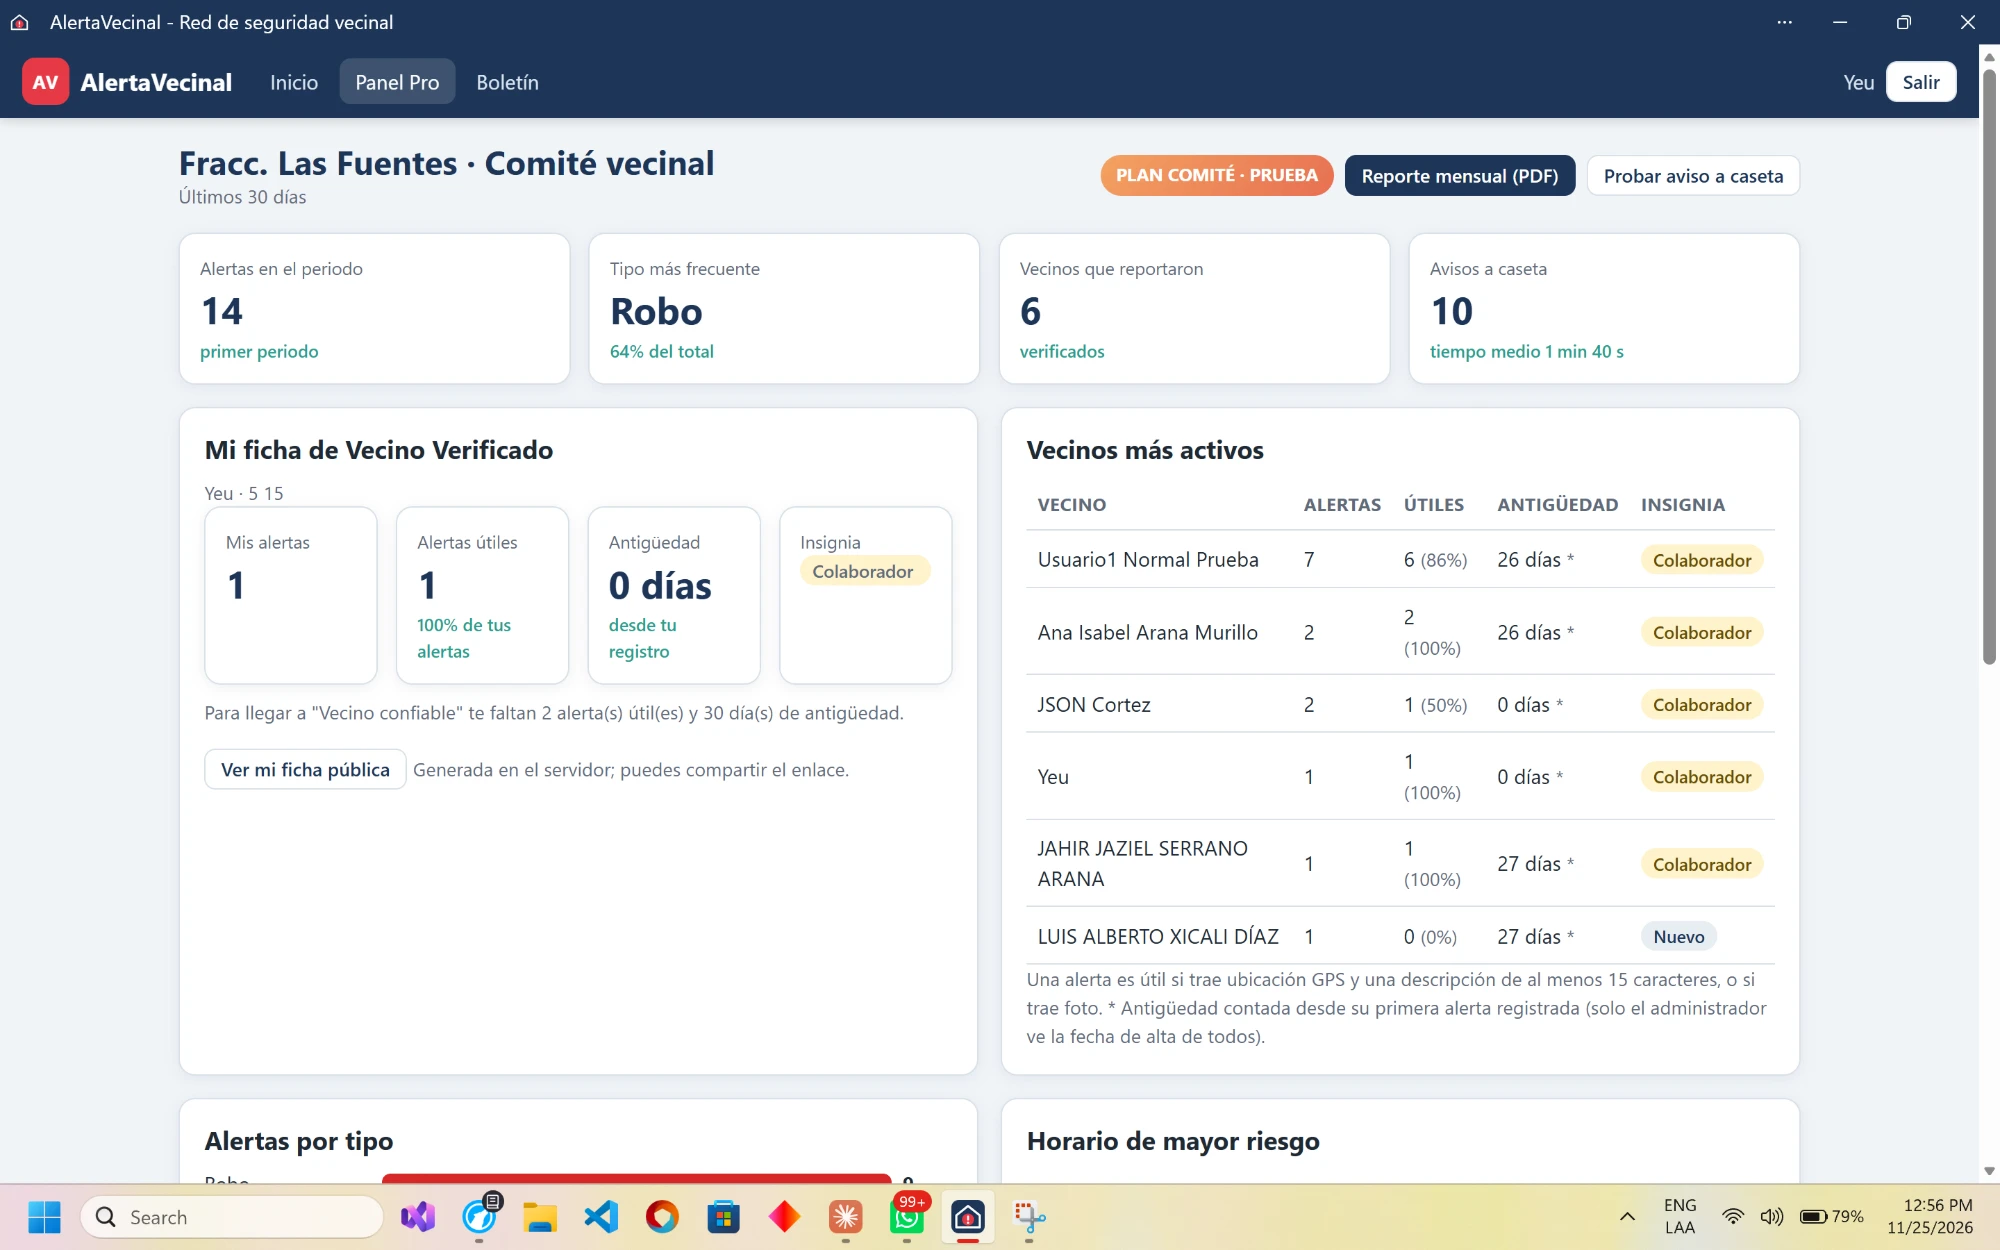 AlertaVecinal - Red de seguridad vecinal
AV AlertaVecinal Inicio Panel Pro Boletín Yeu Salir
Fracc. Las Fuentes · Comité vecinal
Últimos 30 días
PLAN COMITÉ · PRUEBA Reporte mensual (PDF) Probar aviso a caseta
Alertas en el periodo
14
primer periodo
Tipo más frecuente
Robo
64% del total
Vecinos que reportaron
6
verificados
Avisos a caseta
10
tiempo medio 1 min 40 s
Mi ficha de Vecino Verificado
Yeu · 5 15
Mis alertas
1
Alertas útiles
1
100% de tus
alertas
Antigüedad
0 días
desde tu
registro
Insignia
Colaborador
Para llegar a "Vecino confiable" te faltan 2 alerta(s) útil(es) y 30 día(s) de antigüedad.
Ver mi ficha pública Generada en el servidor; puedes compartir el enlace.
Vecinos más activos
VECINO ALERTAS ÚTILES ANTIGÜEDAD INSIGNIA
Usuario1 Normal Prueba 7 6 (86%) 26 días * Colaborador
Ana Isabel Arana Murillo 2 2 (100%) 26 días * Colaborador
JSON Cortez 2 1 (50%) 0 días * Colaborador
Yeu 1 1 (100%) 0 días * Colaborador
JAHIR JAZIEL SERRANO
ARANA 1 1 (100%) 27 días * Colaborador
LUIS ALBERTO XICALI DÍAZ 1 0 (0%) 27 días * Nuevo
Una alerta es útil si trae ubicación GPS y una descripción de al menos 15 caracteres, o si
trae foto. * Antigüedad contada desde su primera alerta registrada (solo el administrador
ve la fecha de alta de todos).
Alertas por tipo
Robo 9
Horario de mayor riesgo
Search
99+
ENG
LAA
79%
12:56 PM
11/25/2026